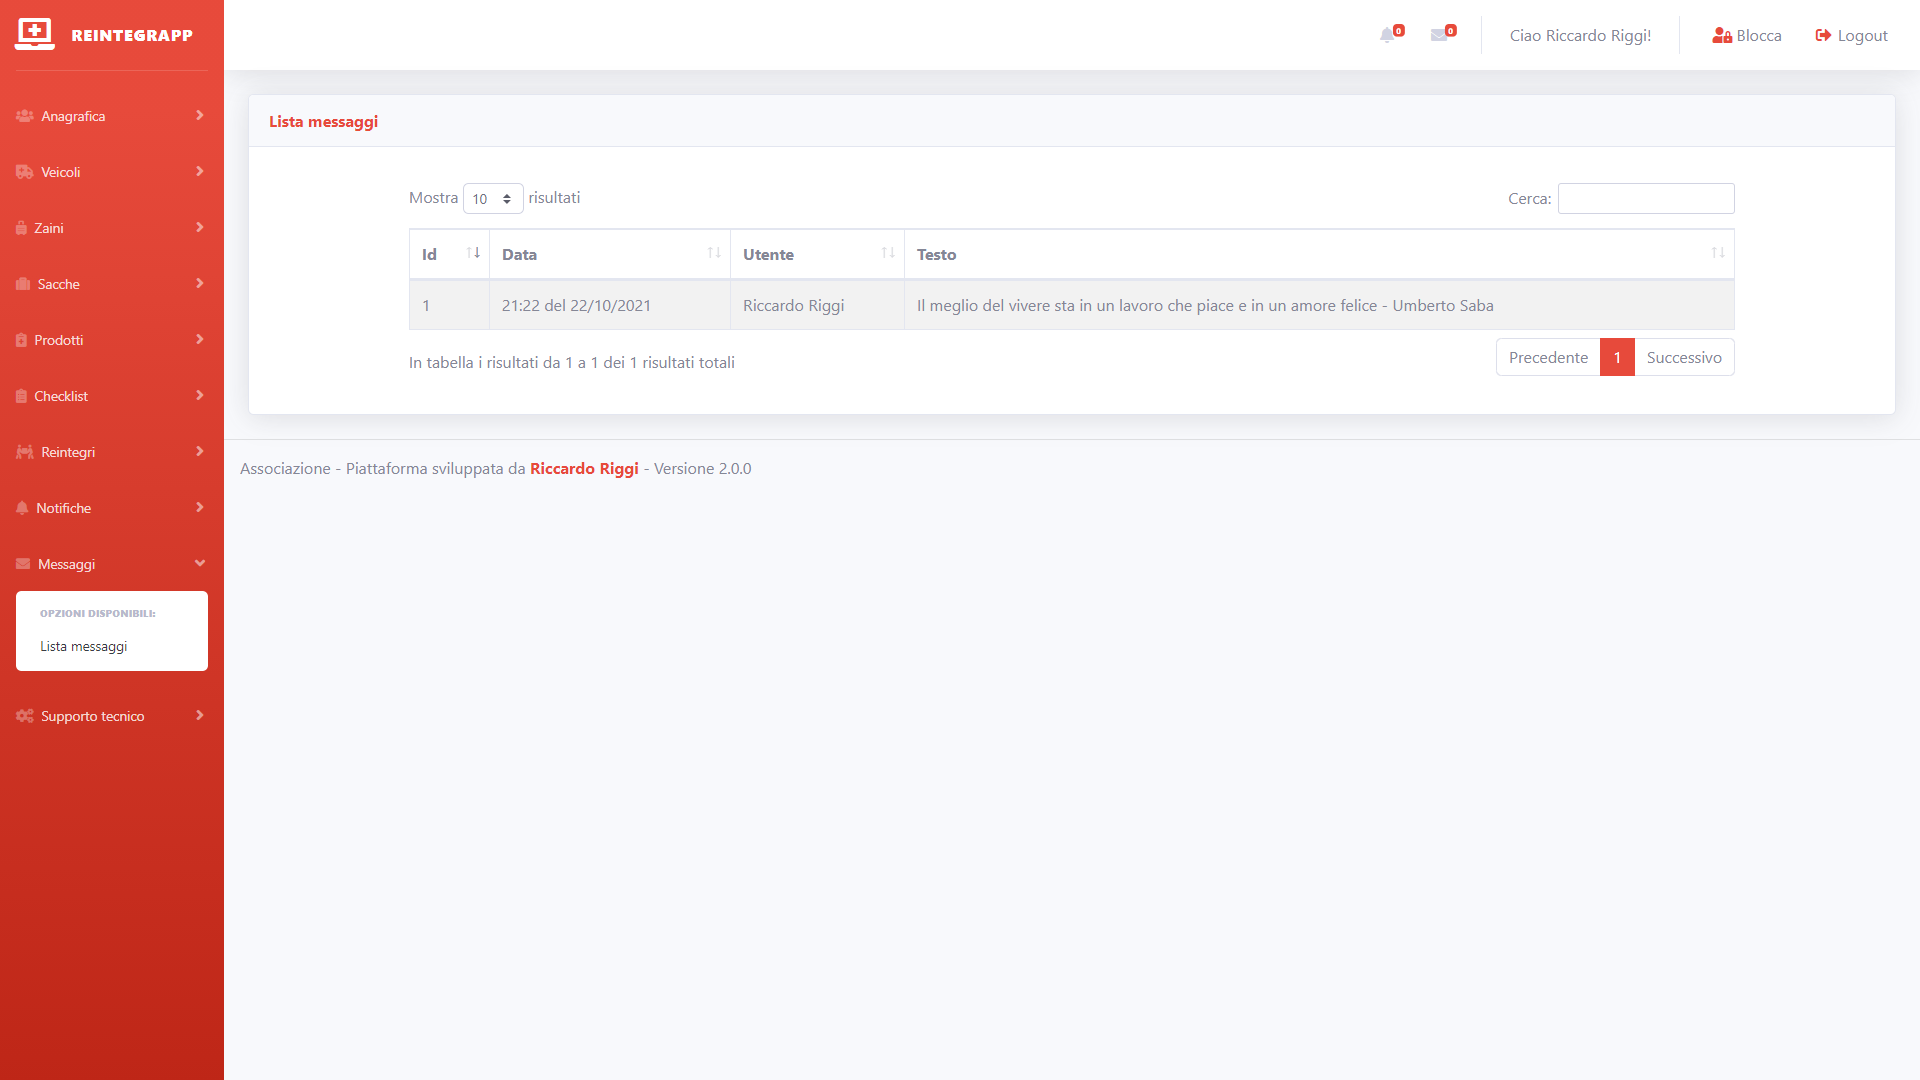 REINTEGRAPP
0
0
Ciao Riccardo Riggi!
Blocca
Logout
Anagrafica
Veicoli
Zaini
Sacche
Prodotti
Checklist
Reintegri
Notifiche
Messaggi
OPZIONI DISPONIBILI:
Lista messaggi
Supporto tecnico
Lista messaggi
Mostra 10 risultati
Cerca:
Id Data Utente Testo
1 21:22 del 22/10/2021 Riccardo Riggi Il meglio del vivere sta in un lavoro che piace e in un amore felice - Umberto Saba
In tabella i risultati da 1 a 1 dei 1 risultati totali
Precedente 1 Successivo
Associazione - Piattaforma sviluppata da Riccardo Riggi - Versione 2.0.0